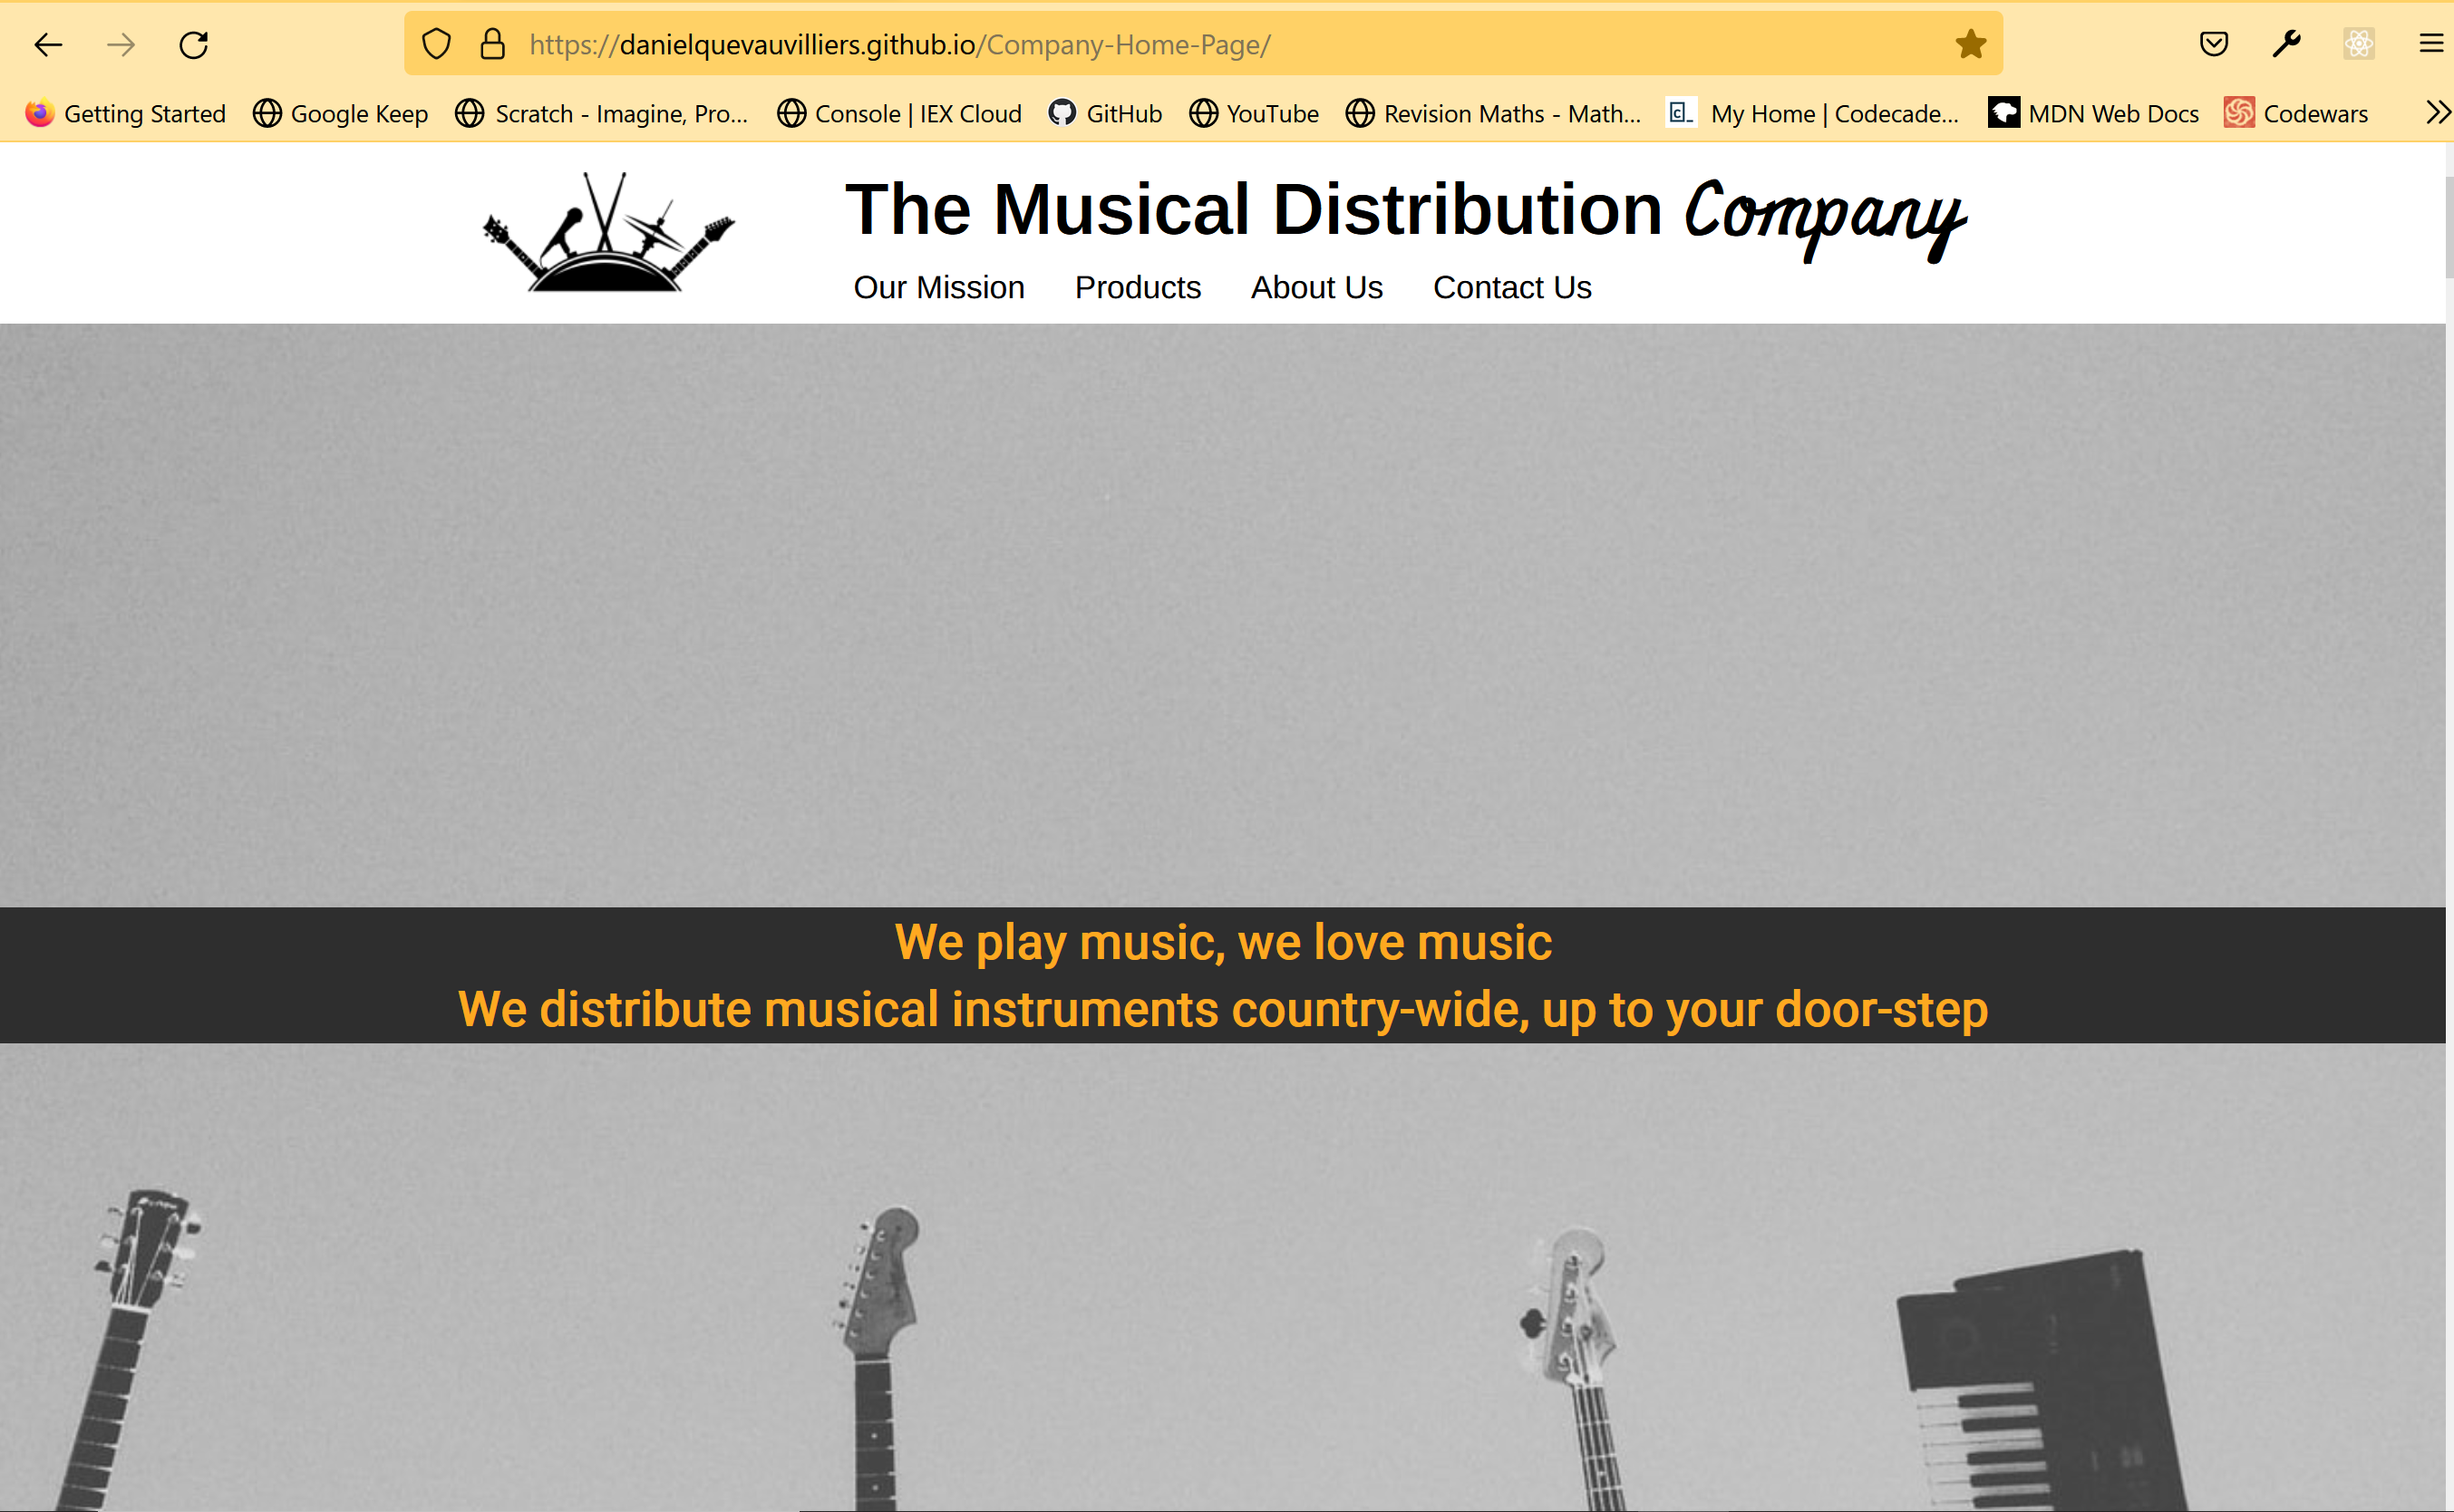 https://danielquevauvilliers.github.io/Company-Home-Page/
Getting Started Google Keep Scratch - Imagine, Pro... Console | IEX Cloud GitHub YouTube Revision Maths - Math... My Home | Codecade... MDN Web Docs Codewars
The Musical Distribution Company
Our Mission Products About Us Contact Us
We play music, we love music
We distribute musical instruments country-wide, up to your door-step